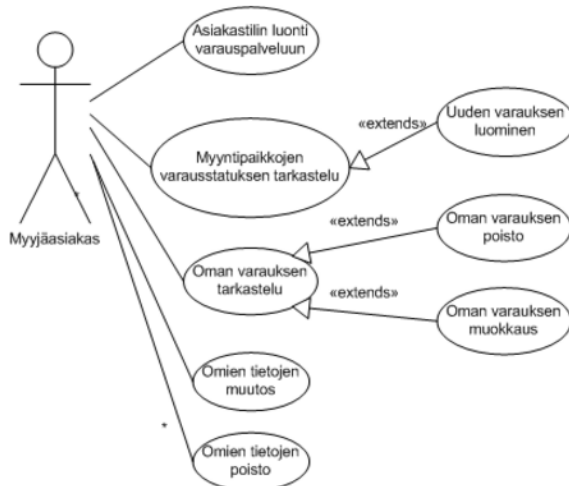 Asiakastilin luonti
varauspalveluun
«extends»
Uuden varauksen
luominen
Myyntipaikkojen
varausstatuksen tarkastelu
*
Myyjäasiakas
«extends»
Oman varauksen
poisto
Oman varauksen
tarkastelu
«extends»
Oman varauksen
muokkaus
Omien tietojen
muutos
*
Omien tietojen
poisto